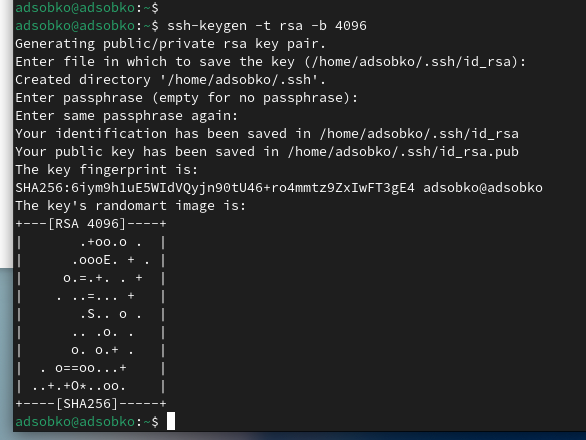 adsobko@adsobko:~$
adsobko@adsobko:~$ ssh-keygen -t rsa -b 4096
Generating public/private rsa key pair.
Enter file in which to save the key (/home/adsobko/.ssh/id_rsa):
Created directory '/home/adsobko/.ssh'.
Enter passphrase (empty for no passphrase):
Enter same passphrase again:
Your identification has been saved in /home/adsobko/.ssh/id_rsa
Your public key has been saved in /home/adsobko/.ssh/id_rsa.pub
The key fingerprint is:
SHA256:6iym9h1uE5WIdVQyjn90tU46+ro4mmtz9ZxIwFT3gE4 adsobko@adsobko
The key's randomart image is:
+---[RSA 4096]----+
|       .+oo.o .  |
|      .oooE. + . |
|     o.=.+. . +  |
|    . ..=... +   |
|       .S.. o .  |
|      .. .o. .   |
|      o. o.+ .   |
|  . o==oo...+    |
| ..+.+O*..oo.    |
+----[SHA256]-----+
adsobko@adsobko:~$